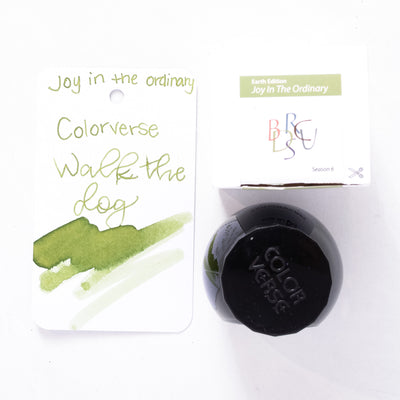 Joy in the ordinary
Colorverse
Walk the
dog
Earth Edition
Joy In The Ordinary
Season 6
COLOR
VERSE